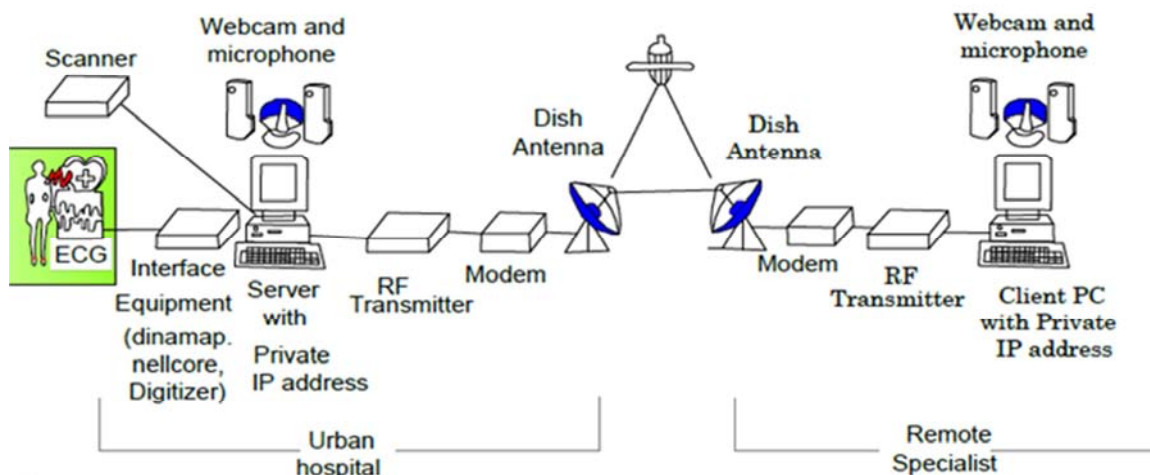 Scanner
Webcam and
microphone
Dish
Antenna
Dish
Antenna
Webcam and
microphone
ECG
Interface
Equipment
(dinamap.
nellcore,
Digitizer)
Server
with
Private
IP address
RF
Transmitter
Modem
Modem
RF
Transmitter
Client PC
with Private
IP address
Urban
hospital
Remote
Specialist